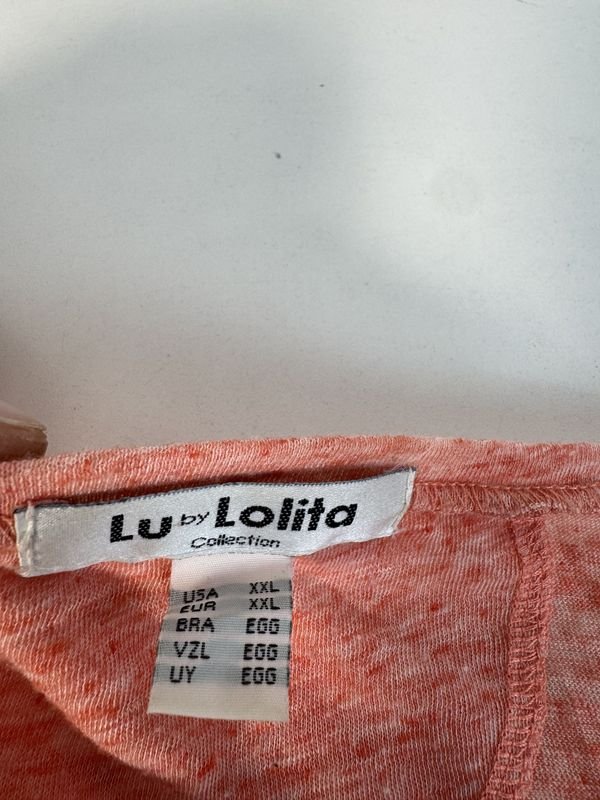 Lu by Lolita
Collection
USA XXL
EUR XXL
BRA EGG
VZL EGG
UY EGG